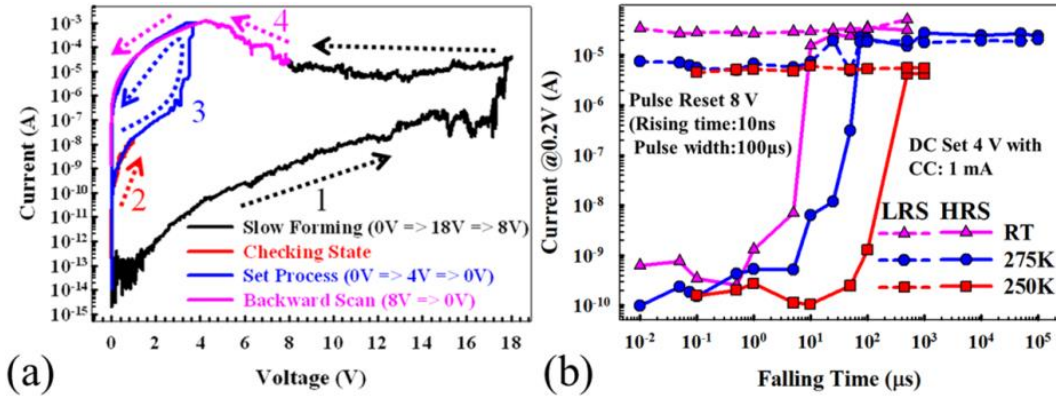 (a)
Current (A)
10⁻³
10⁻⁴
10⁻⁵
10⁻⁶
10⁻⁷
10⁻⁸
10⁻⁹
10⁻¹⁰
10⁻¹¹
10⁻¹²
10⁻¹³
10⁻¹⁴
10⁻¹⁵
4
3
2
1
Slow Forming (0V => 18V => 8V)
Checking State
Set Process (0V => 4V => 0V)
Backward Scan (8V => 0V)
0 2 4 6 8 10 12 14 16 18
Voltage (V)
(b)
Current @0.2V (A)
10⁻⁵
10⁻⁶
10⁻⁷
10⁻⁸
10⁻⁹
10⁻¹⁰
Pulse Reset 8 V
(Rising time:10ns
Pulse width:100μs)
DC Set 4 V with
CC: 1 mA
LRS HRS
RT
275K
250K
10⁻² 10⁻¹ 10⁰ 10¹ 10² 10³ 10⁴ 10⁵
Falling Time (μs)